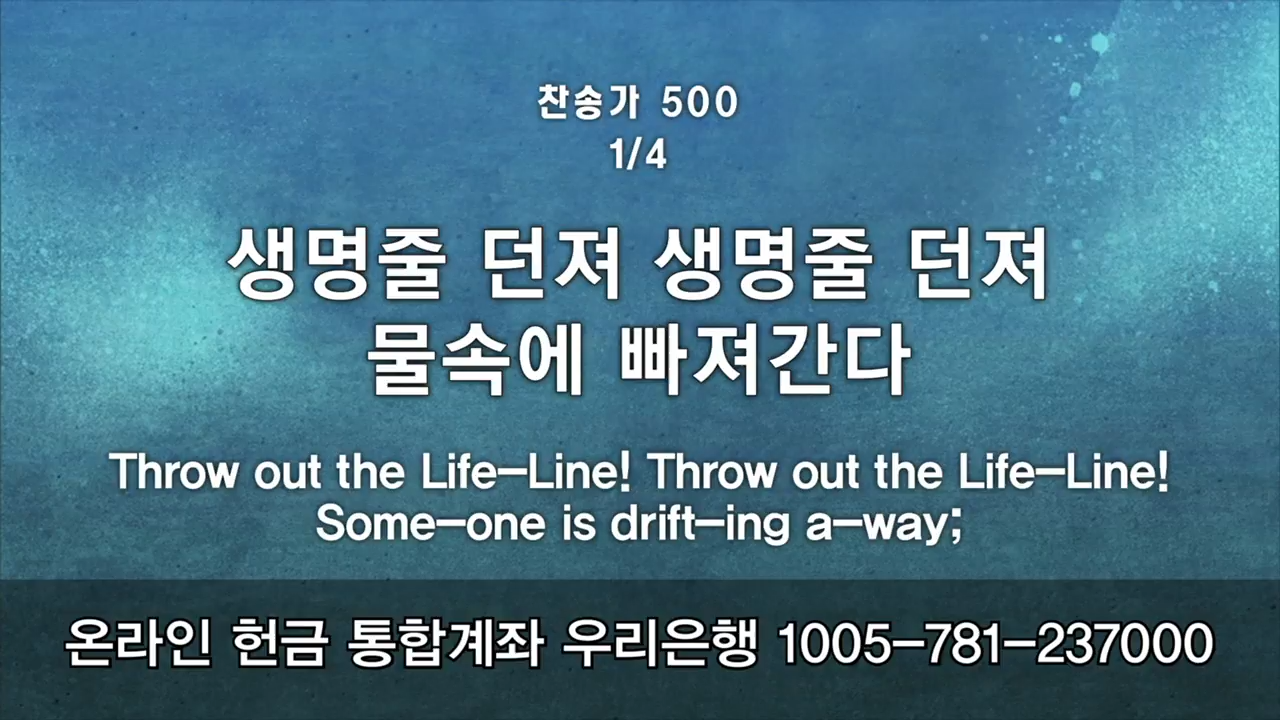 찬송가 500
1/4
생명줄 던져 생명줄 던져
물속에 빠져간다
Throw out the Life-Line! Throw out the Life-Line!
Some-one is drift-ing a-way;
온라인 헌금 통합계좌 우리은행 1005-781-237000